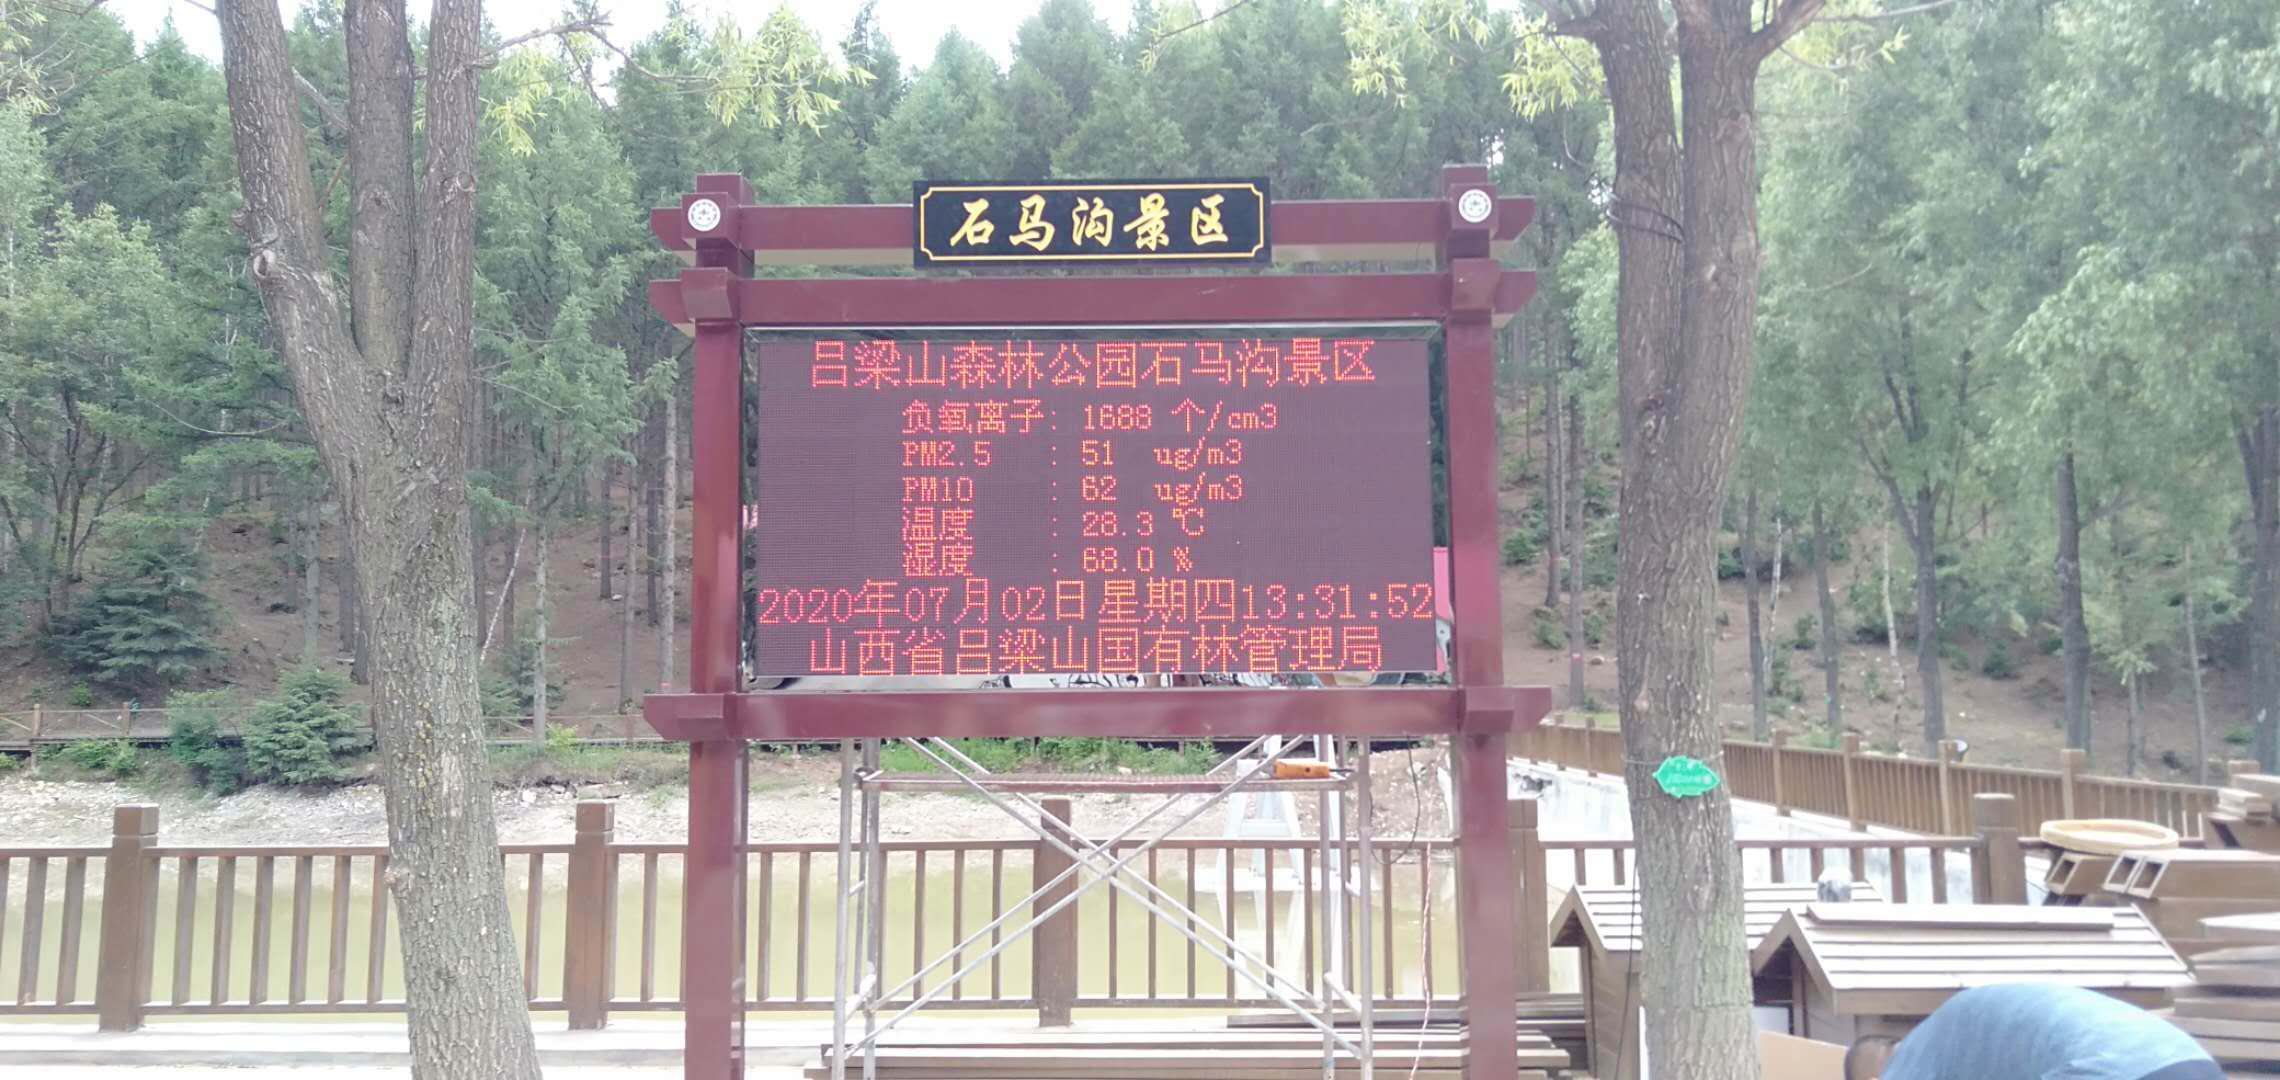 石马沟景区
吕梁山森林公园石马沟景区
负氧离子: 1688 个/cm3
PM2.5 : 51 ug/m3
PM10 : 62 ug/m3
温度 : 28.3 ℃
湿度 : 68.0 %
2020年07月02日星期四13:31:52
山西省吕梁山国有林管理局